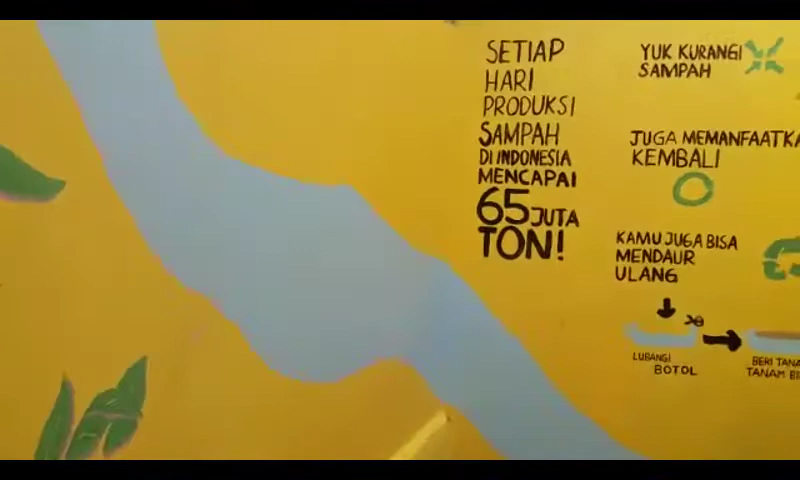 SETIAP
HARI
PRODUKSI
SAMPAH
DI INDONESIA
MENCAPAI
65 JUTA
TON!
YUK KURANGI
SAMPAH
JUGA MEMANFAATKA
KEMBALI
KAMU JUGA BISA
MENDAUR
ULANG
LUBANGI
BOTOL
BERI TANA
TANAM BI